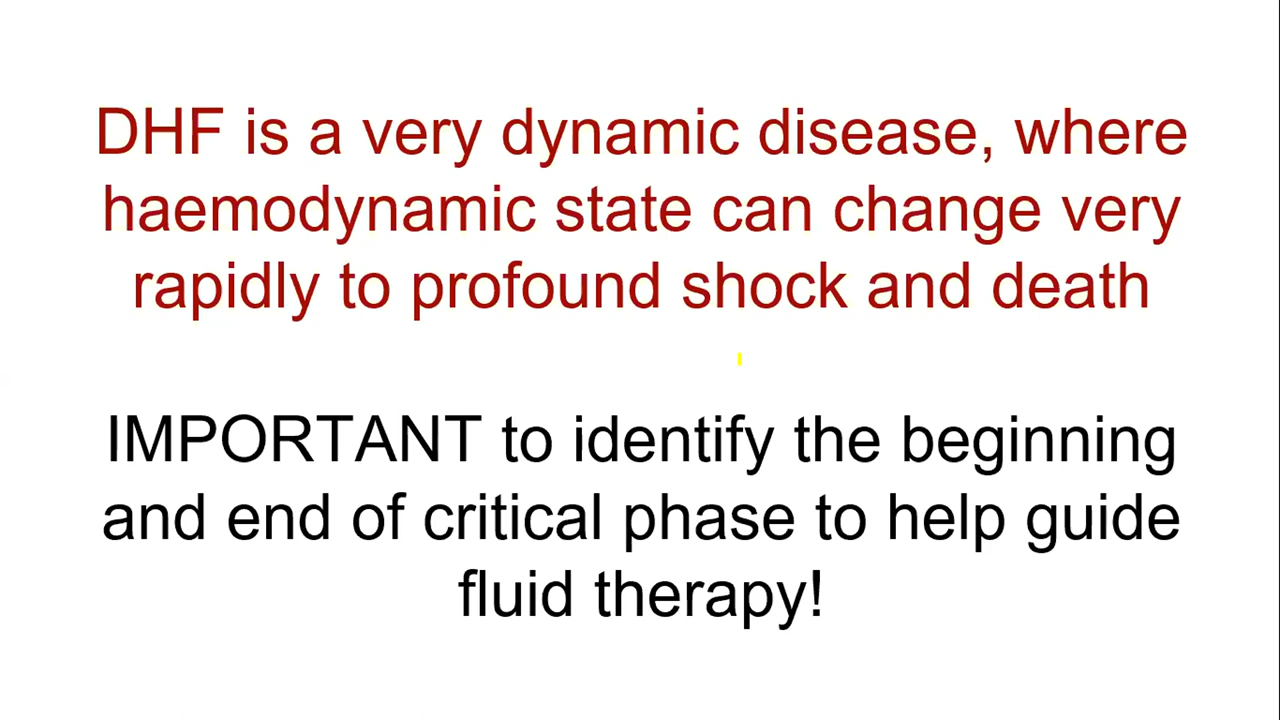 DHF is a very dynamic disease, where
haemodynamic state can change very
rapidly to profound shock and death
IMPORTANT to identify the beginning
and end of critical phase to help guide
fluid therapy!